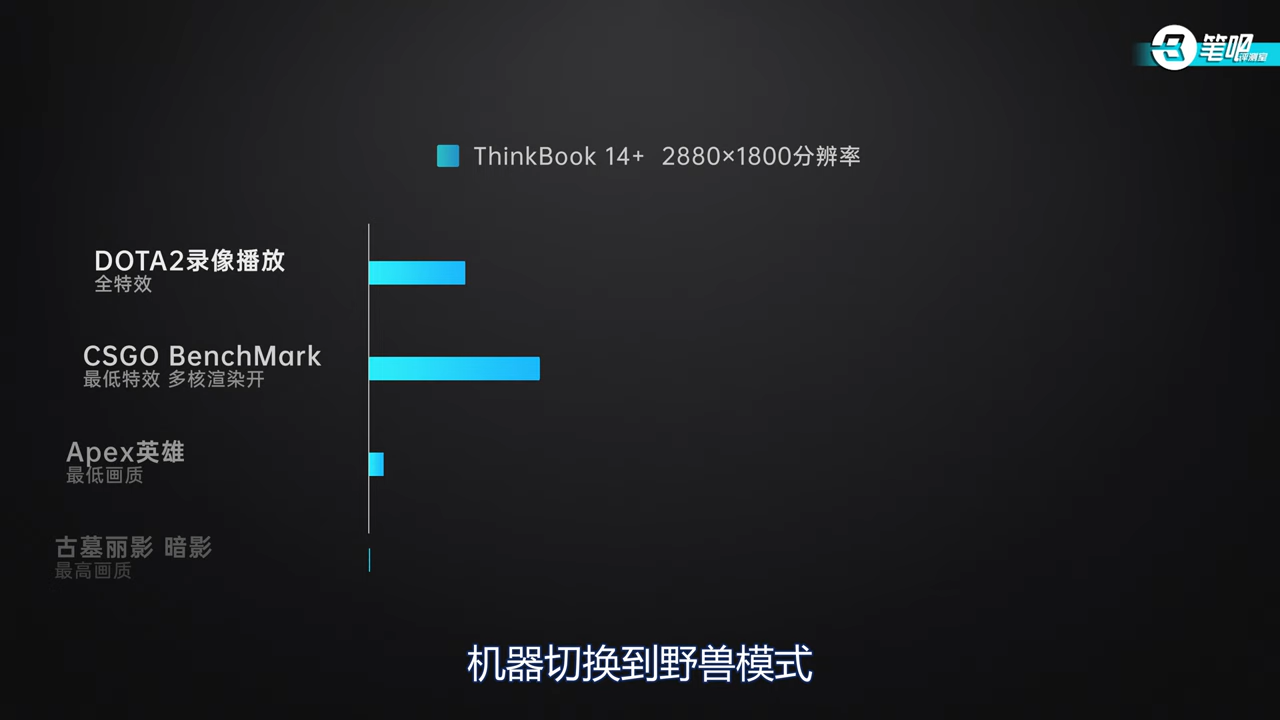 笔吧评测室
ThinkBook 14+ 2880×1800分辨率
DOTA2录像播放
全特效
CSGO BenchMark
最低特效 多核渲染开
Apex英雄
最低画质
古墓丽影 暗影
最高画质
机器切换到野兽模式